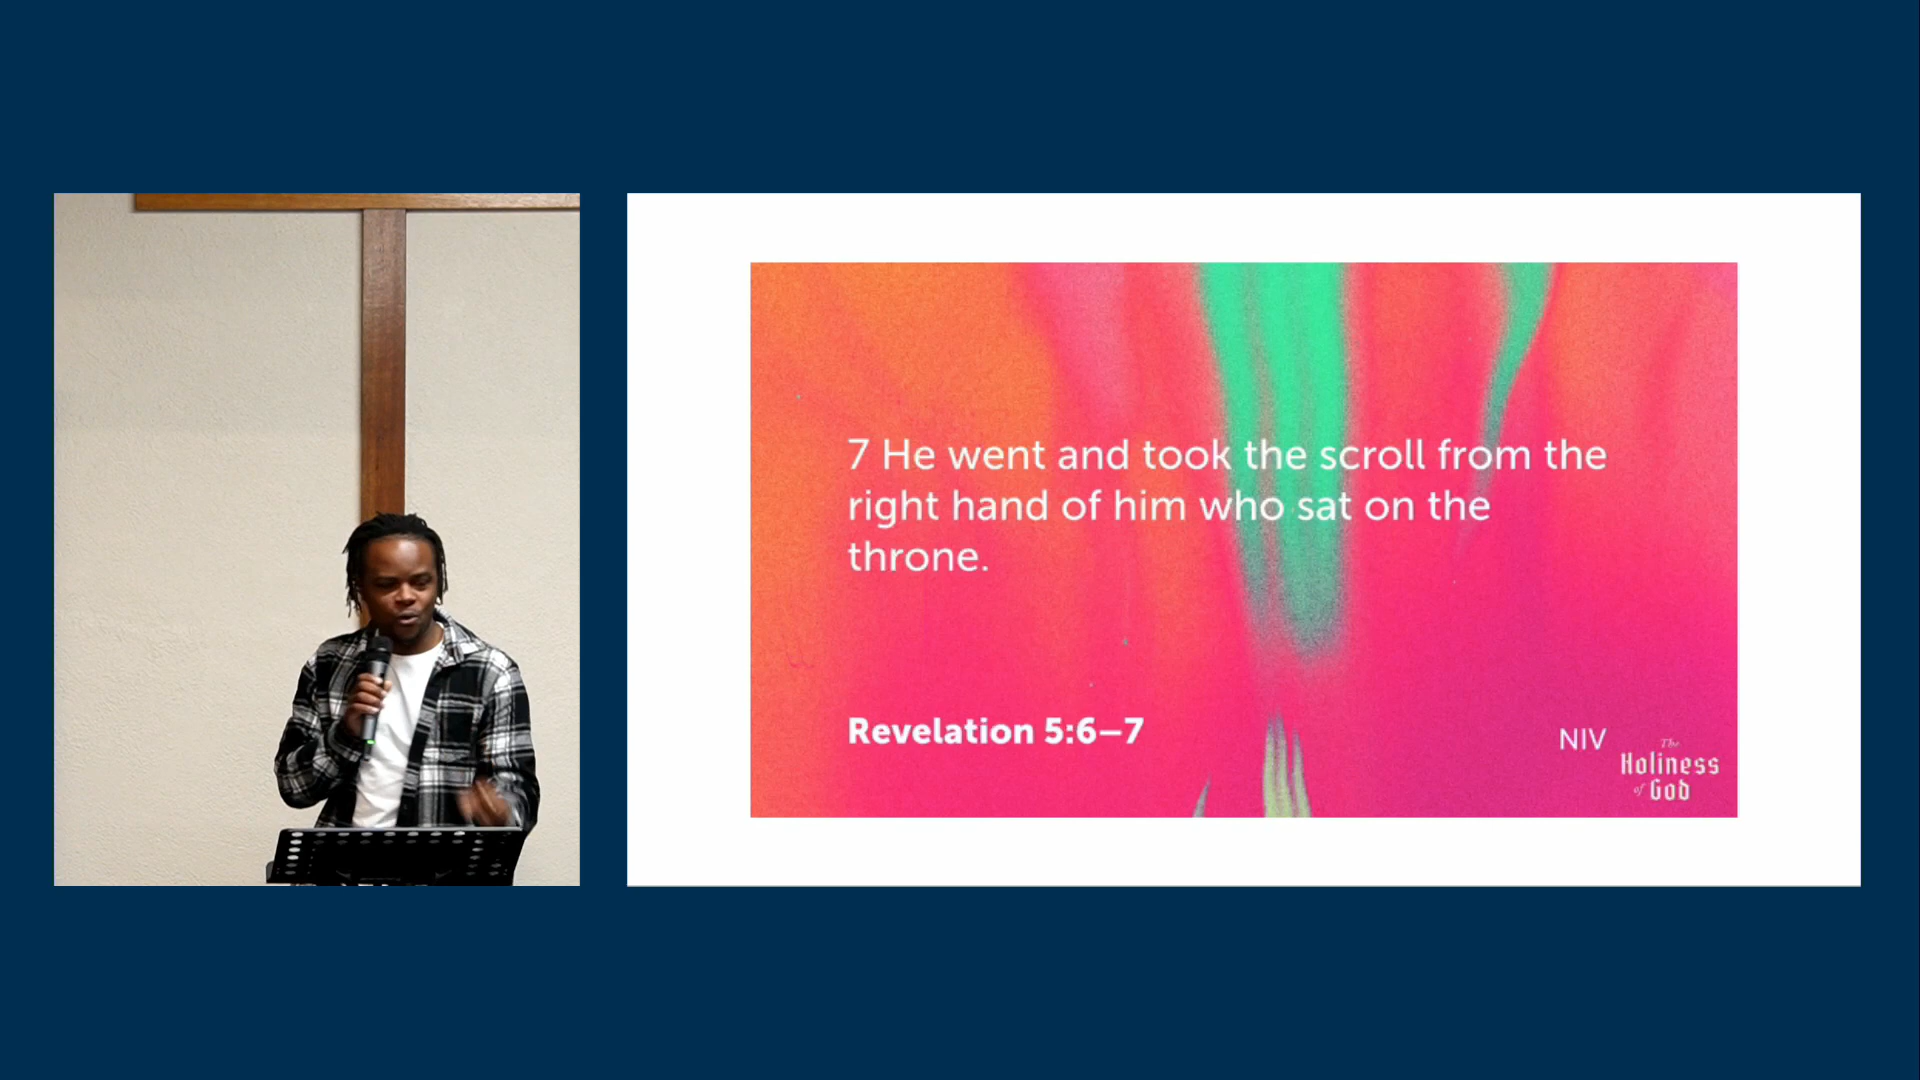 7 He went and took the scroll from the
right hand of him who sat on the
throne.
Revelation 5:6–7
NIV
The
Holiness
of God